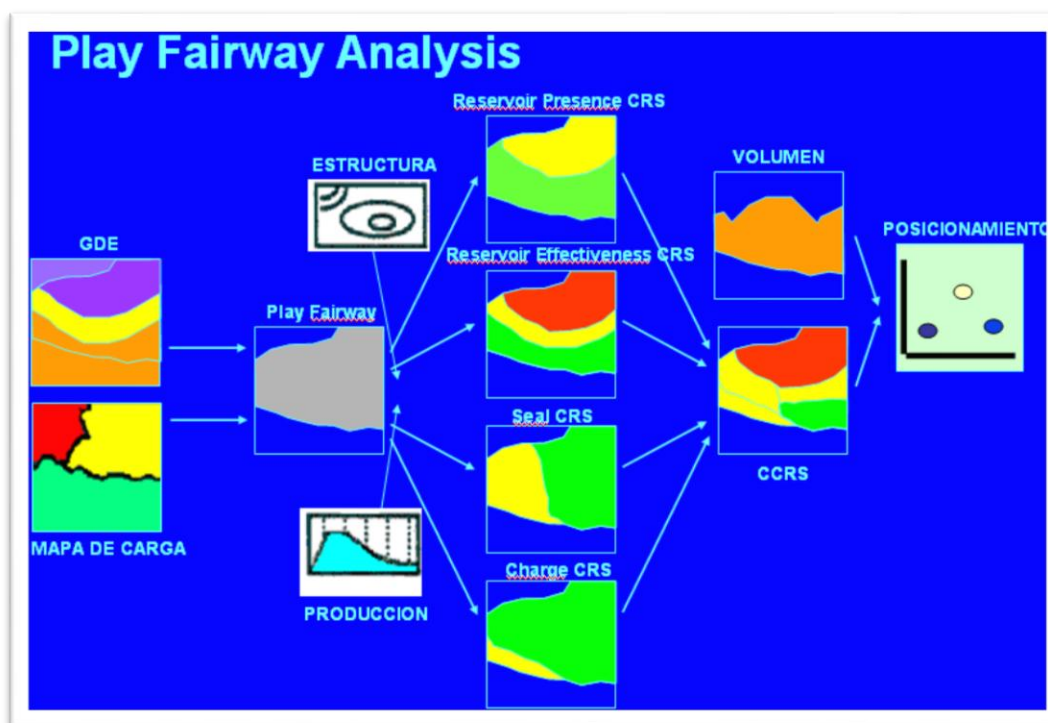 Play Fairway Analysis
Reservoir Presence CRS
ESTRUCTURA
VOLUMEN
GDE
Reservoir Effectiveness CRS
POSICIONAMIENTO
Play Fairway
Seal CRS
CCRS
MAPA DE CARGA
Charge CRS
PRODUCCION